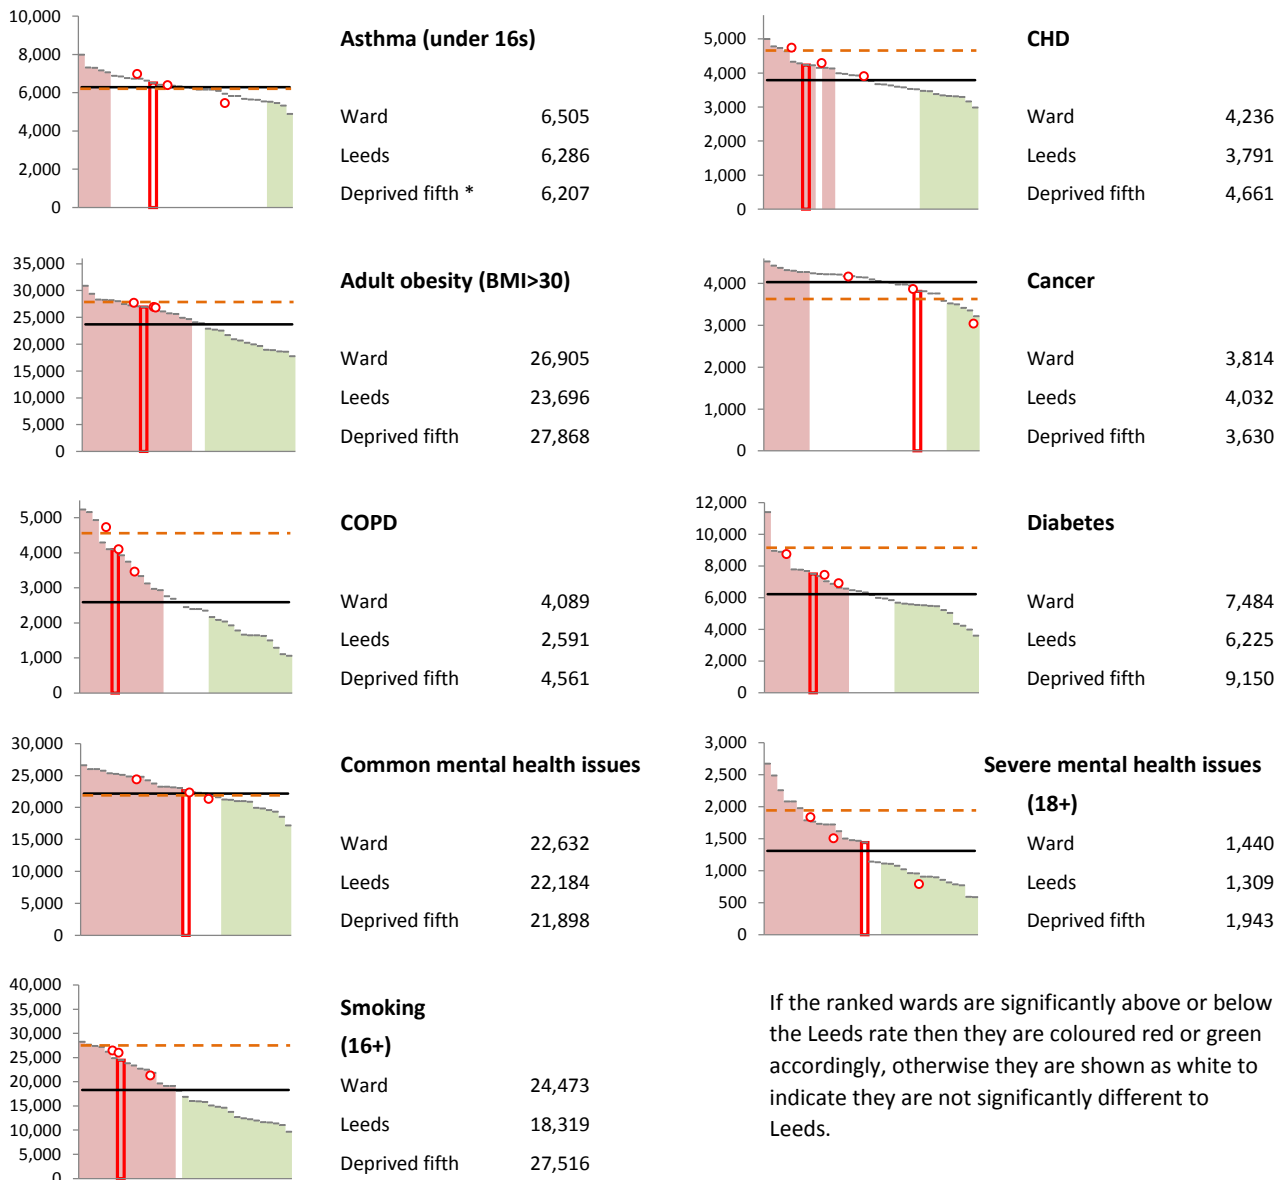 10,000
8,000
6,000
4,000
2,000
0
Asthma (under 16s)
Ward 6,505
Leeds 6,286
Deprived fifth * 6,207
5,000
4,000
3,000
2,000
1,000
0
CHD
Ward 4,236
Leeds 3,791
Deprived fifth 4,661
35,000
30,000
25,000
20,000
15,000
10,000
5,000
0
Adult obesity (BMI>30)
Ward 26,905
Leeds 23,696
Deprived fifth 27,868
4,000
3,000
2,000
1,000
0
Cancer
Ward 3,814
Leeds 4,032
Deprived fifth 3,630
5,000
4,000
3,000
2,000
1,000
0
COPD
Ward 4,089
Leeds 2,591
Deprived fifth 4,561
12,000
10,000
8,000
6,000
4,000
2,000
0
Diabetes
Ward 7,484
Leeds 6,225
Deprived fifth 9,150
30,000
25,000
20,000
15,000
10,000
5,000
0
Common mental health issues
Ward 22,632
Leeds 22,184
Deprived fifth 21,898
3,000
2,500
2,000
1,500
1,000
500
0
Severe mental health issues
(18+)
Ward 1,440
Leeds 1,309
Deprived fifth 1,943
40,000
35,000
30,000
25,000
20,000
15,000
10,000
5,000
0
Smoking
(16+)
Ward 24,473
Leeds 18,319
Deprived fifth 27,516
If the ranked wards are significantly above or below
the Leeds rate then they are coloured red or green
accordingly, otherwise they are shown as white to
indicate they are not significantly different to
Leeds.